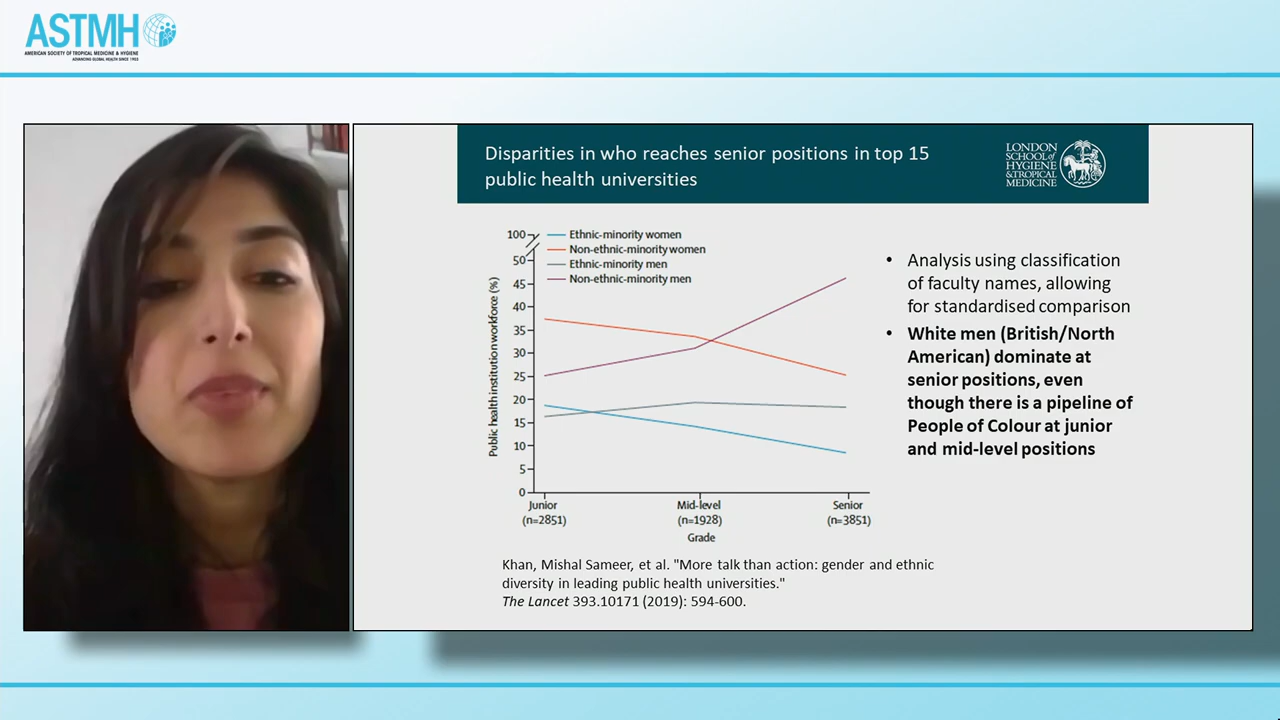 ASTMH
AMERICAN SOCIETY OF TROPICAL MEDICINE & HYGIENE
ADVANCING GLOBAL HEALTH SINCE 1903
Disparities in who reaches senior positions in top 15
public health universities
LONDON
SCHOOL of
HYGIENE
& TROPICAL
MEDICINE
Public health institution workforce (%)
100
50
45
40
35
30
25
20
15
10
5
0
Ethnic-minority women
Non-ethnic-minority women
Ethnic-minority men
Non-ethnic-minority men
Junior
(n=2851)
Mid-level
(n=1928)
Senior
(n=3851)
Grade
• Analysis using classification
of faculty names, allowing
for standardised comparison
• White men (British/North
American) dominate at
senior positions, even
though there is a pipeline of
People of Colour at junior
and mid-level positions
Khan, Mishal Sameer, et al. "More talk than action: gender and ethnic
diversity in leading public health universities."
The Lancet 393.10171 (2019): 594-600.